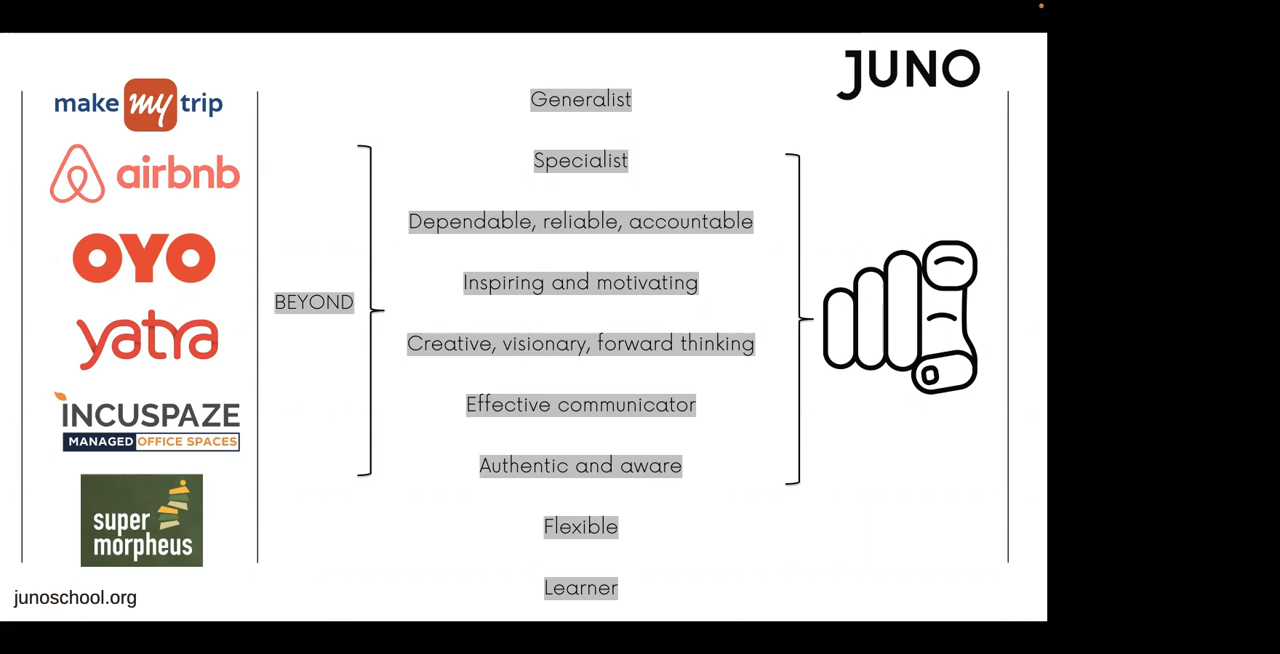 JUNO
make my trip
airbnb
OYO
yatra
INCUSPAZE
MANAGED OFFICE SPACES
super
morpheus
BEYOND
Generalist
Specialist
Dependable, reliable, accountable
Inspiring and motivating
Creative, visionary, forward thinking
Effective communicator
Authentic and aware
Flexible
Learner
junoschool.org